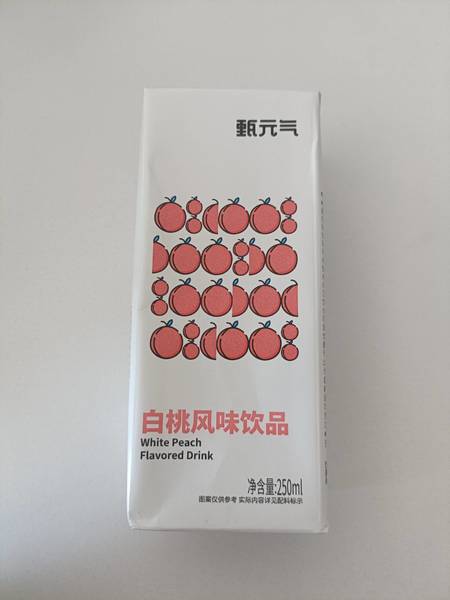 甄元气
白桃风味饮品
White Peach
Flavored Drink
净含量:250ml
图案仅供参考 实际内容详见配料标示